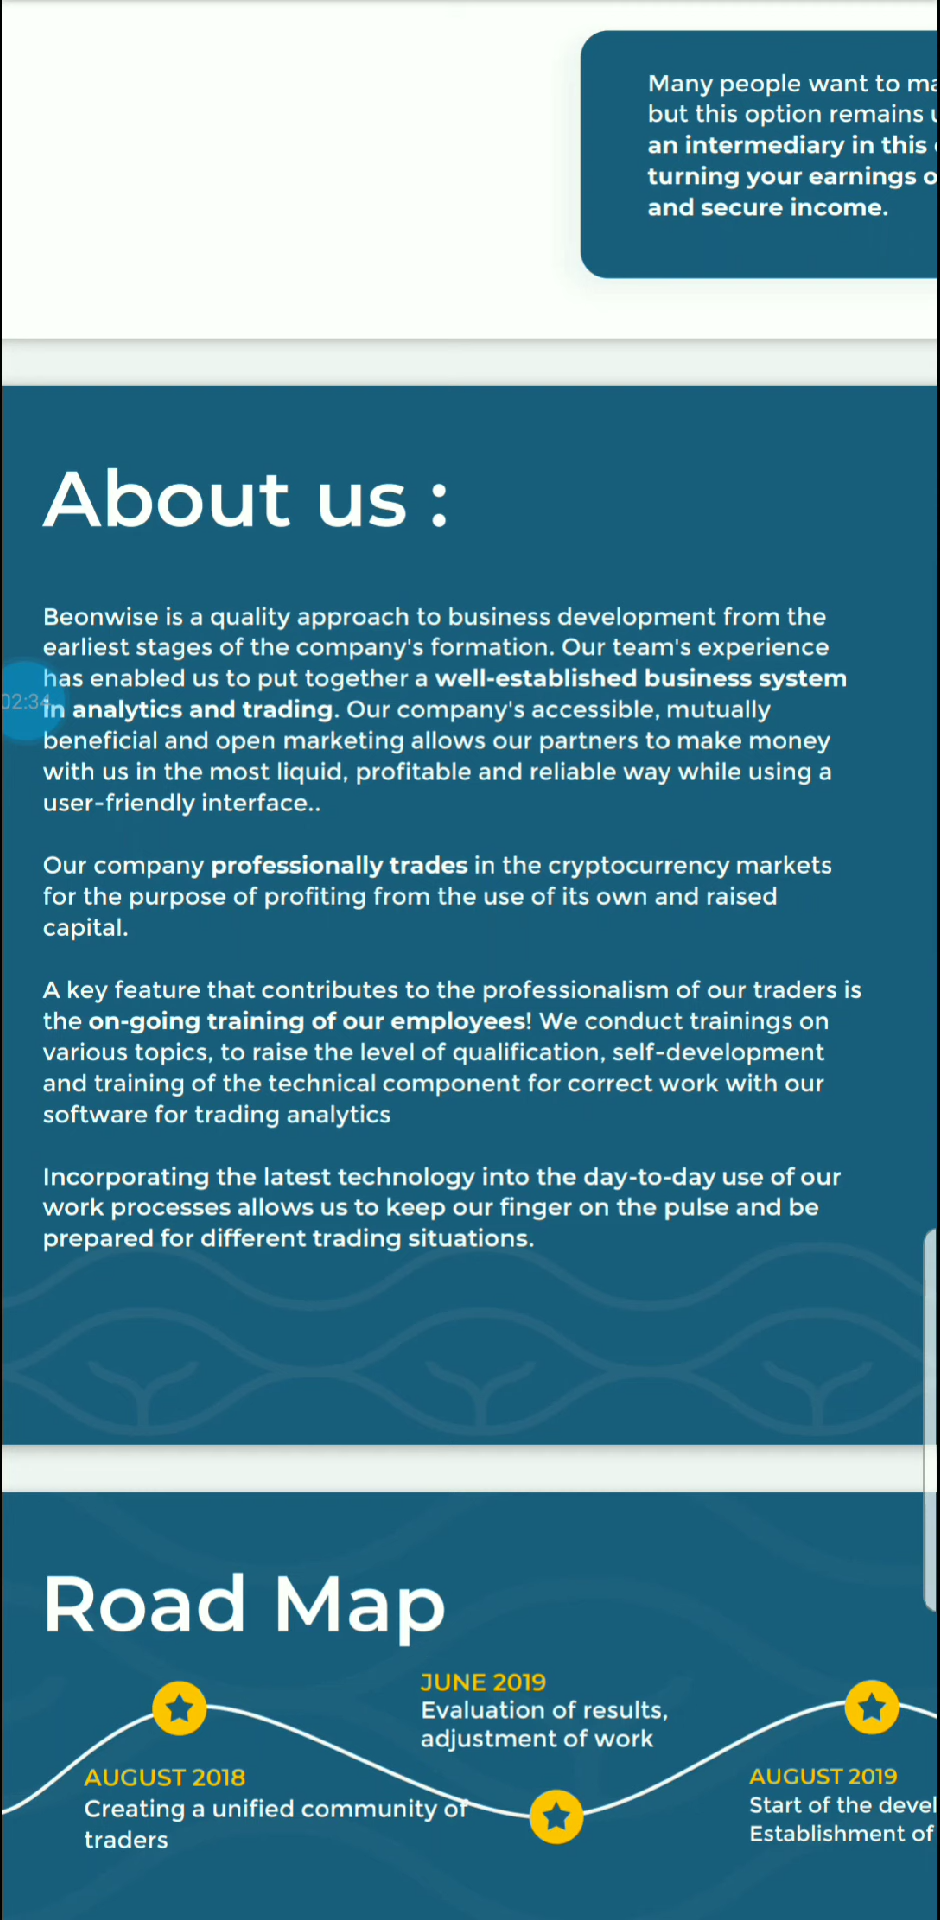 Many people want to
but this option remains
an intermediary in this
turning your earnings
and secure income.
About us :
Beonwise is a quality approach to business development from the
earliest stages of the company's formation. Our team's experience
has enabled us to put together a well-established business system
in analytics and trading. Our company's accessible, mutually
beneficial and open marketing allows our partners to make money
with us in the most liquid, profitable and reliable way while using a
user-friendly interface..
Our company professionally trades in the cryptocurrency markets
for the purpose of profiting from the use of its own and raised
capital.
A key feature that contributes to the professionalism of our traders is
the on-going training of our employees! We conduct trainings on
various topics, to raise the level of qualification, self-development
and training of the technical component for correct work with our
software for trading analytics
Incorporating the latest technology into the day-to-day use of our
work processes allows us to keep our finger on the pulse and be
prepared for different trading situations.
02:34
Road Map
JUNE 2019
Evaluation of results,
adjustment of work
AUGUST 2018
Creating a unified community of
traders
AUGUST 2019
Start of the
Establishment of